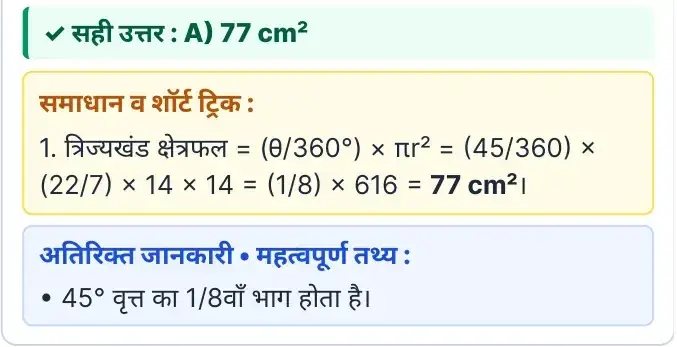 ✓ सही उत्तर : A) 77 cm²
समाधान व शॉर्ट ट्रिक :
1. त्रिज्यखंड क्षेत्रफल = (θ/360°) × πr² = (45/360) ×
(22/7) × 14 × 14 = (1/8) × 616 = 77 cm²।
अतिरिक्त जानकारी • महत्वपूर्ण तथ्य :
• 45° वृत्त का 1/8वाँ भाग होता है।